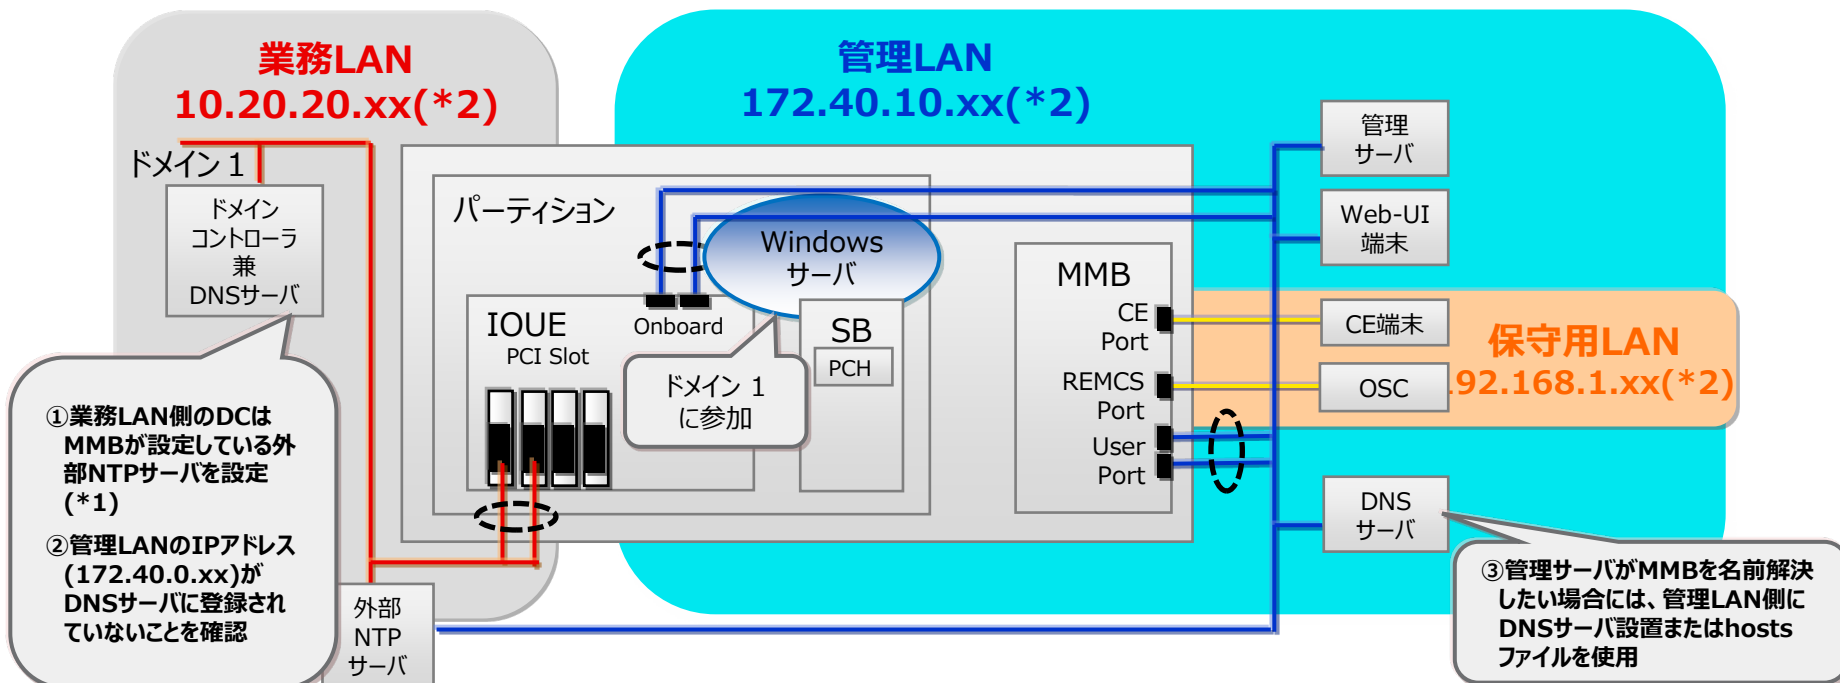 業務LAN
10.20.20.xx(*2)
管理LAN
172.40.10.xx(*2)
ドメイン 1
ドメイン
コントローラ
兼
DNSサーバ
パーティション
Windows
サーバ
IOUE
PCI Slot
Onboard
SB
PCH
ドメイン 1
に参加
MMB
CE
Port
REMCS
Port
User
Port
管理
サーバ
Web-UI
端末
CE端末
OSC
保守用LAN
92.168.1.xx(*2)
DNS
サーバ
①業務LAN側のDCは
MMBが設定している外
部NTPサーバを設定
(*1)
②管理LANのIPアドレス
(172.40.0.xx)が
DNSサーバに登録され
ていないことを確認
外部
NTP
サーバ
③管理サーバがMMBを名前解決
したい場合には、管理LAN側に
DNSサーバ設置またはhosts
ファイルを使用